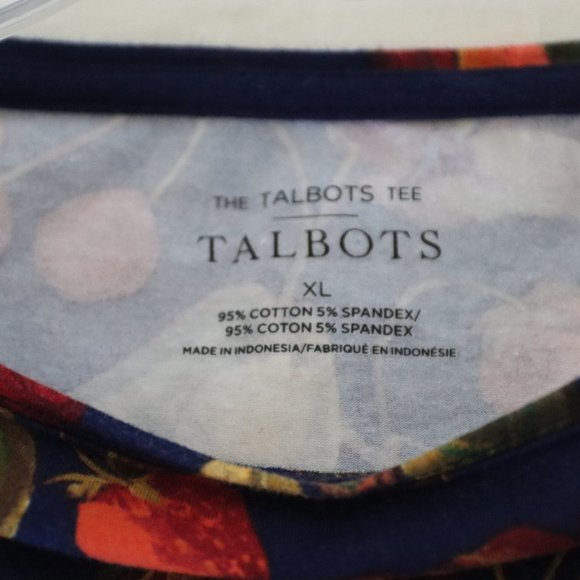 THE TALBOTS TEE
TALBOTS
XL
95% COTTON 5% SPANDEX/
95% COTON 5% SPANDEX
MADE IN INDONESIA/FABRIQUÉ EN INDONÉSIE